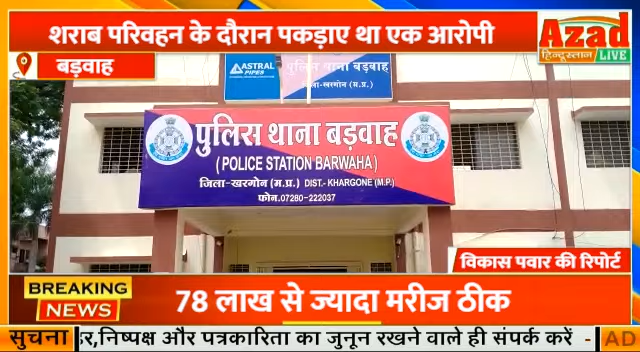 शराब परिवहन के दौरान पकड़ाए था एक आरोपी
Azad
हिन्दुस्तान LIVE
बड़वाह
ASTRAL PIPES
पुलिस थाना बड़वाह
जिला-खरगोन (म.प्र.)
पुलिस थाना बड़वाह
(POLICE STATION BARWAHA)
जिला-खरगोन (म.प्र.) DIST.- KHARGONE (M.P.)
फोन.07280-222037
विकास पवार की रिपोर्ट
BREAKING NEWS
78 लाख से ज्यादा मरीज ठीक
सुचना
डर,निष्पक्ष और पत्रकारिता का जुनून रखने वाले ही संपर्क करें -
AD